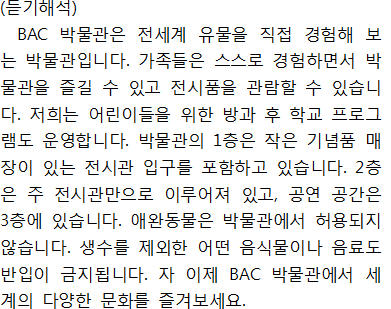 (듣기해석)
BAC 박물관은 전세계 유물을 직접 경험해 보
는 박물관입니다. 가족들은 스스로 경험하면서 박
물관을 즐길 수 있고 전시품을 관람할 수 있습니
다. 저희는 어린이들을 위한 방과 후 학교 프로그
램도 운영합니다. 박물관의 1층은 작은 기념품 매
장이 있는 전시관 입구를 포함하고 있습니다. 2층
은 주 전시관만으로 이루어져 있고, 공연 공간은
3층에 있습니다. 애완동물은 박물관에서 허용되지
않습니다. 생수를 제외한 어떤 음식물이나 음료도
반입이 금지됩니다. 자 이제 BAC 박물관에서 세
계의 다양한 문화를 즐겨보세요.